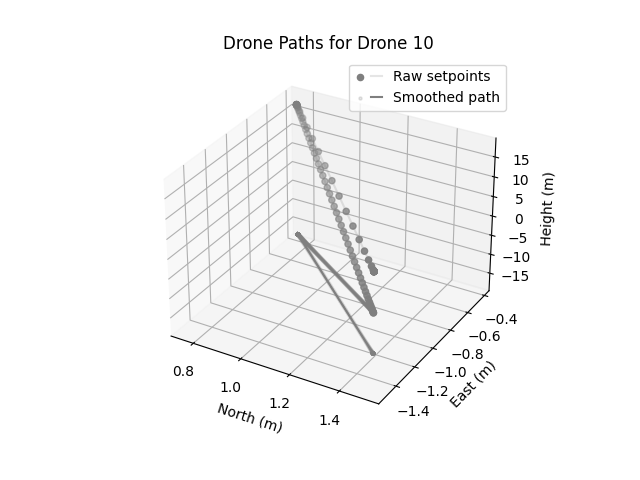 Drone Paths for Drone 10
Raw setpoints
Smoothed path
15
10
5
0
−5
−10
−15
Height (m)
−0.4
−0.6
−0.8
−1.0
−1.2
−1.4
East (m)
0.8
1.0
1.2
1.4
North (m)